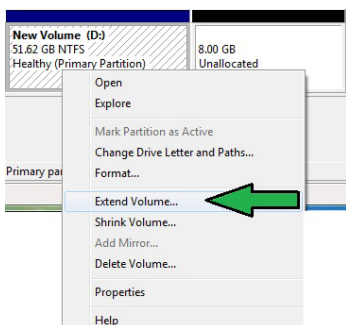 New Volume (D:)
51.62 GB NTFS
Healthy (Primary Partition)
8.00 GB
Unallocated
Open
Explore
Mark Partition as Active
Change Drive Letter and Paths...
Format...
Primary par
Extend Volume...
Shrink Volume...
Add Mirror...
Delete Volume...
Properties
Help